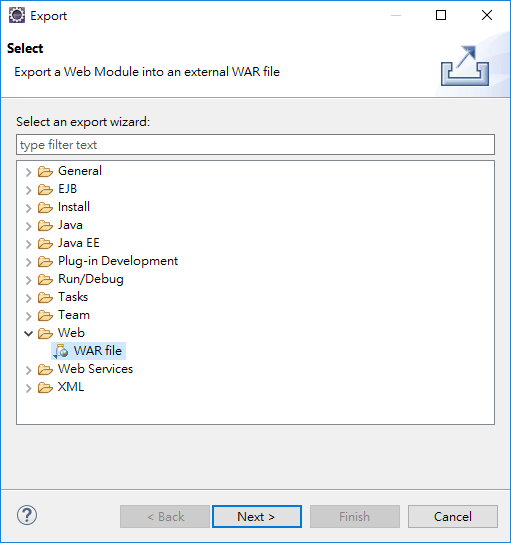 Export
Select
Export a Web Module into an external WAR file
Select an export wizard:
type filter text
General
EJB
Install
Java
Java EE
Plug-in Development
Run/Debug
Tasks
Team
Web
WAR file
Web Services
XML
?
< Back
Next >
Finish
Cancel